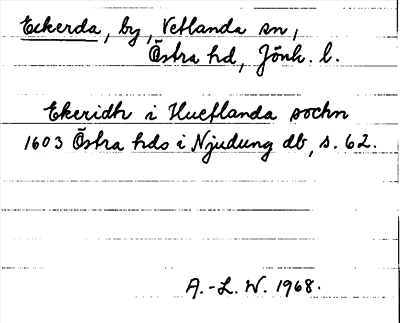 Eckerda, by, Vetlanda sn,
Östra hd, Jönk. l.
Ekeridh i Huetlanda sochn
1603 Östra hds i Njudung db, s. 62.
A.-L. W. 1968.